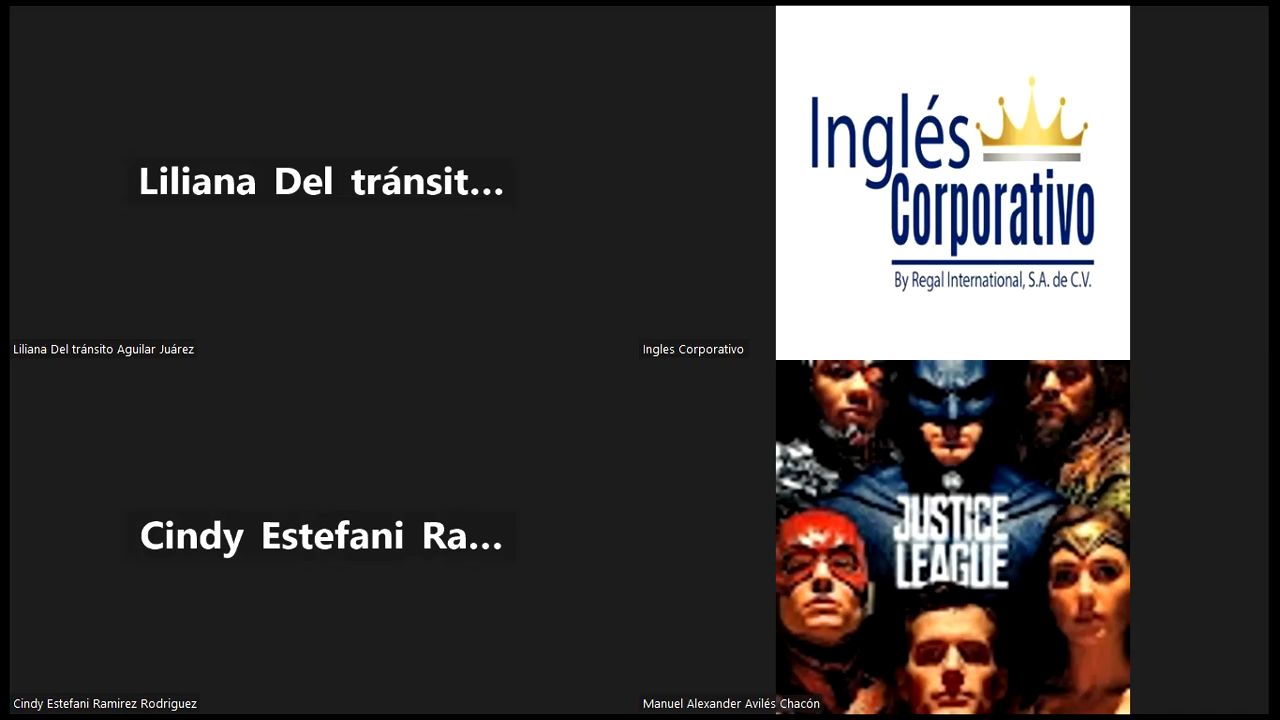 Liliana Del tránsit...
Liliana Del tránsito Aguilar Juárez
Inglés
Corporativo
By Regal International, S.A. de C.V.
Ingles Corporativo
Cindy Estefani Ra...
Cindy Estefani Ramirez Rodriguez
JUSTICE
LEAGUE
Manuel Alexander Avilés Chacón